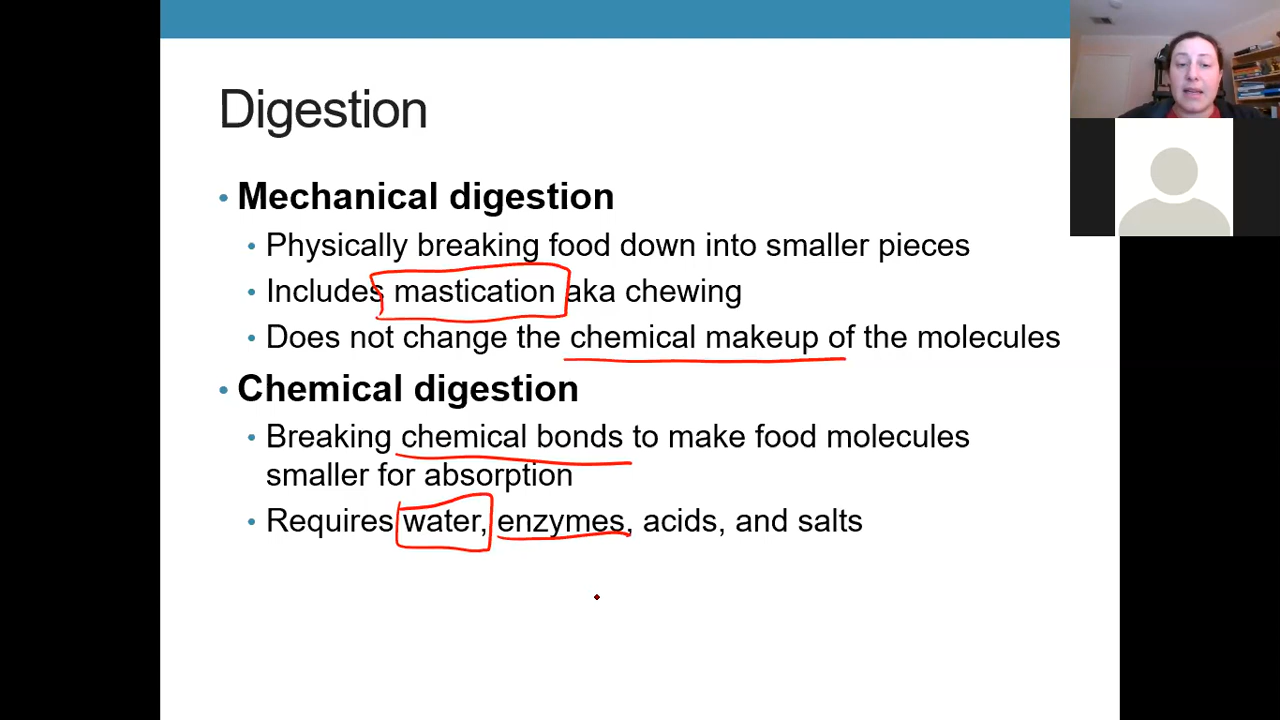 Digestion
• Mechanical digestion
• Physically breaking food down into smaller pieces
• Includes mastication aka chewing
• Does not change the chemical makeup of the molecules
• Chemical digestion
• Breaking chemical bonds to make food molecules
smaller for absorption
• Requires water, enzymes, acids, and salts